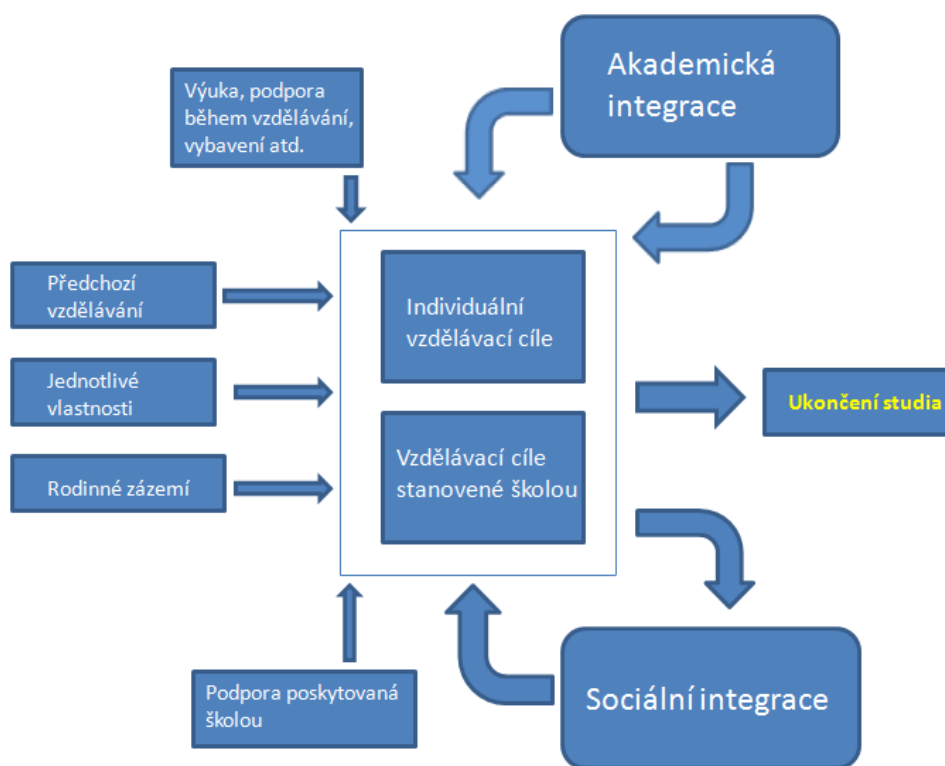 Akademická
integrace
Výuka, podpora
během vzdělávání,
vybavení atd.
Předchozí
vzdělávání
Individuální
vzdělávací cíle
Jednotlivé
vlastnosti
Ukončení studia
Vzdělávací cíle
stanovené školou
Rodinné zázemí
Podpora poskytovaná
školou
Sociální integrace